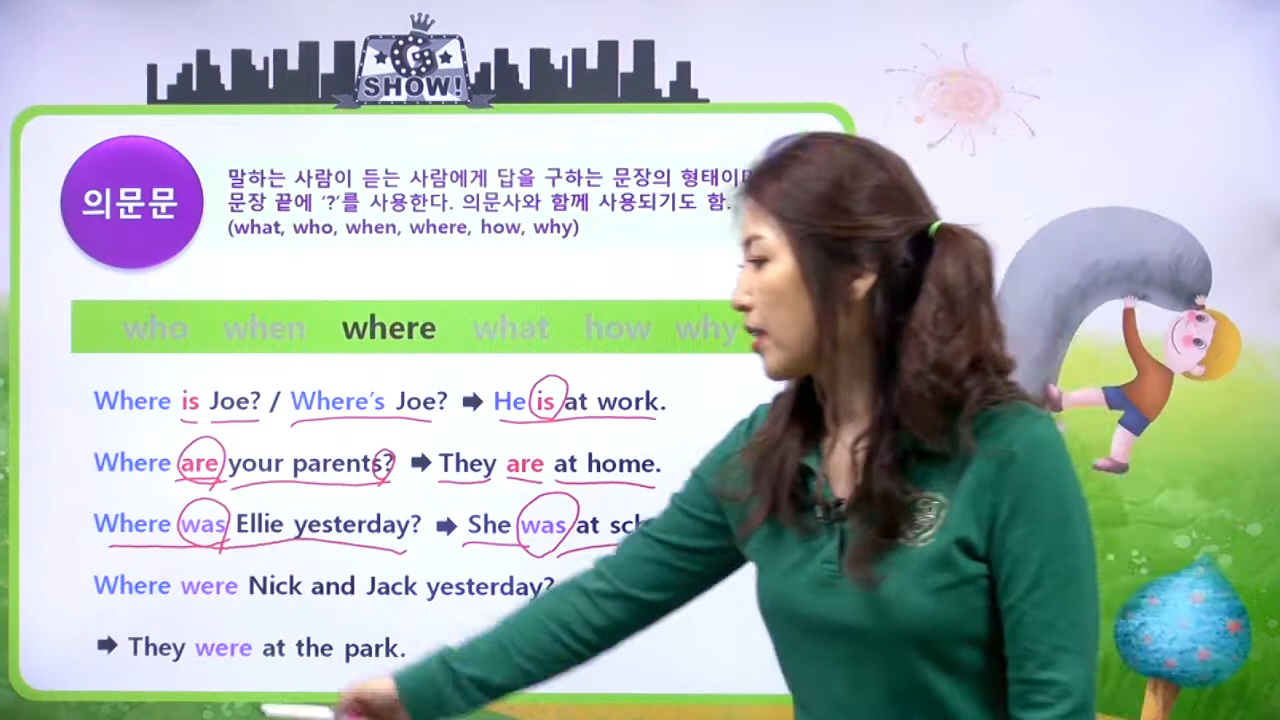 G
SHOW!
의문문
말하는 사람이 듣는 사람에게 답을 구하는 문장의 형태이며
문장 끝에 '?'를 사용한다. 의문사와 함께 사용되기도 함.
(what, who, when, where, how, why)
who when where what how why
Where is Joe? / Where's Joe? ➡ He is at work.
Where are your parents? ➡ They are at home.
Where was Ellie yesterday? ➡ She was at
Where were Nick and Jack yesterday?
➡ They were at the park.